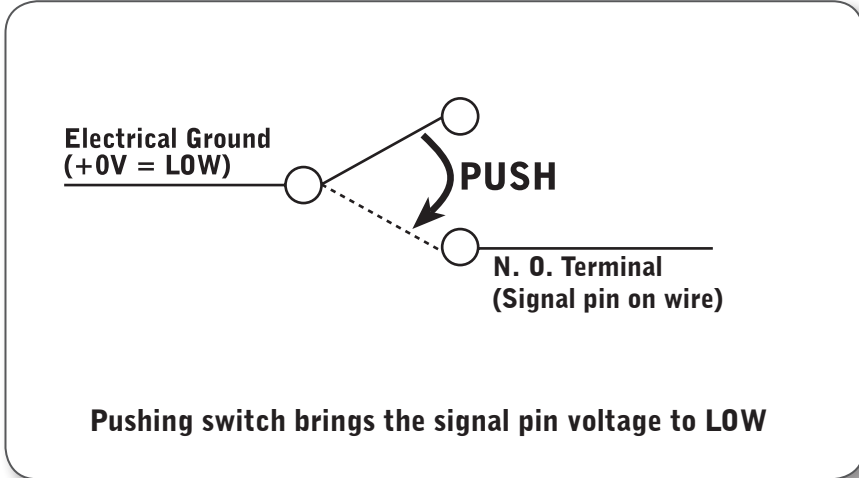 Electrical Ground
(+0V = LOW)
PUSH
N. O. Terminal
(Signal pin on wire)
Pushing switch brings the signal pin voltage to LOW